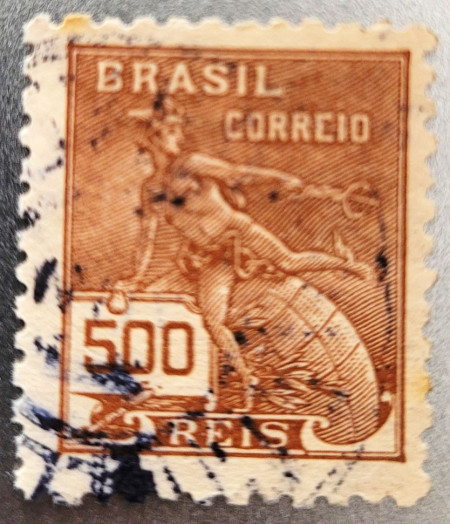 BRASIL
CORREIO
500
REIS